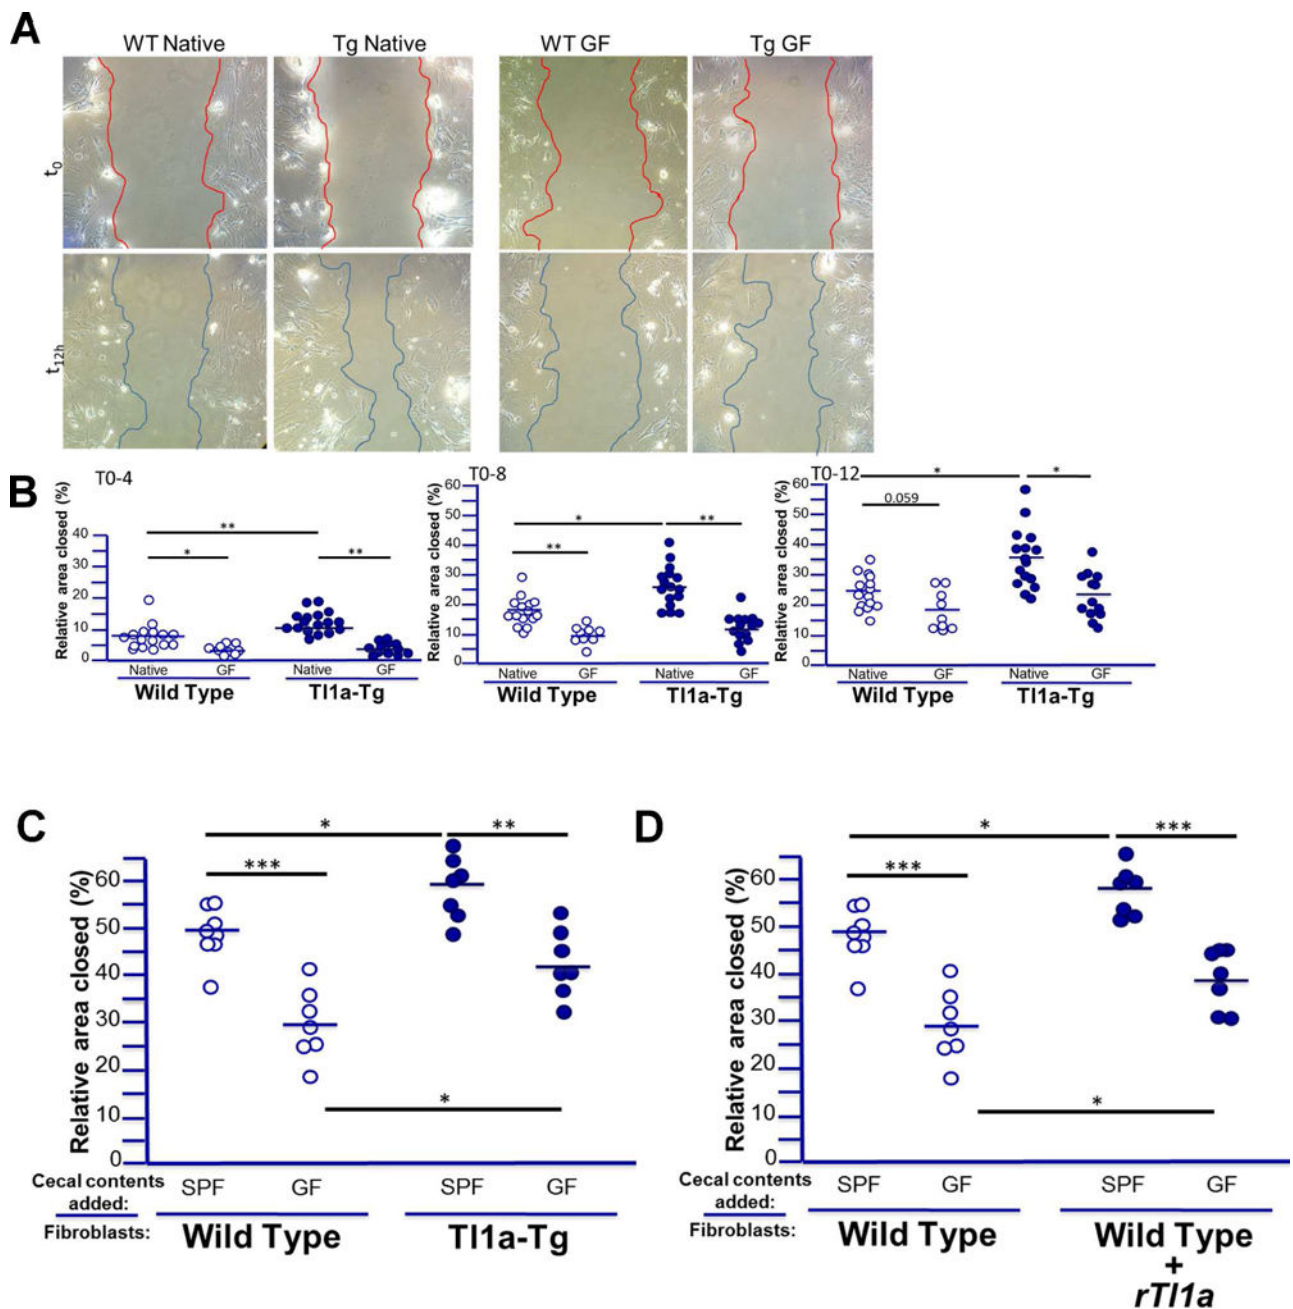 A
WT Native Tg Native WT GF Tg GF
t0
t12h
B
T0-4
Relative area closed (%)
40
30
20
10
0
**
*
**
Native GF Native GF
Wild Type Tl1a-Tg
T0-8
Relative area closed (%)
60
50
40
30
20
10
0
*
**
**
Native GF Native GF
Wild Type Tl1a-Tg
T0-12
Relative area closed (%)
60
50
40
30
20
10
0
*
*
0.059
Native GF Native GF
Wild Type Tl1a-Tg
C
Relative area closed (%)
60
50
40
30
20
10
0
*
**
***
*
Cecal contents
added:
SPF GF SPF GF
Fibroblasts:
Wild Type Tl1a-Tg
D
Relative area closed (%)
60
50
40
30
20
10
0
*
***
***
*
Cecal contents
added:
SPF GF SPF GF
Fibroblasts:
Wild Type Wild Type
+
rTl1a